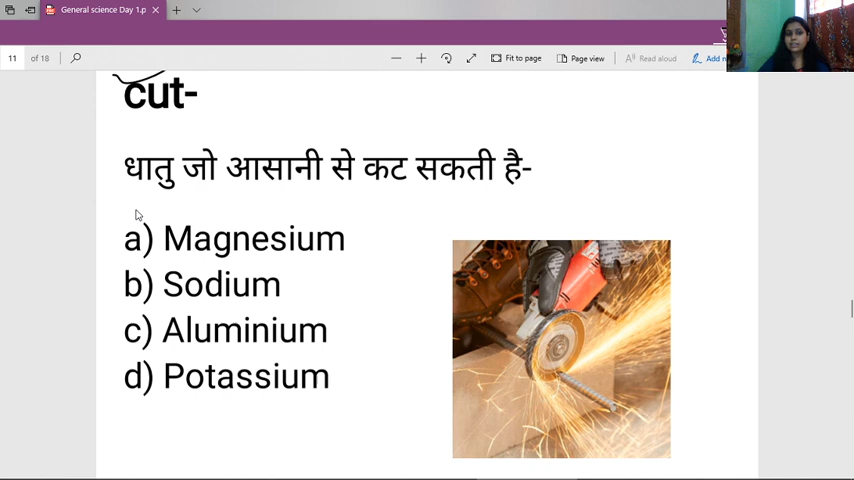 General science Day 1.p
11 of 18
Fit to page
Page view
Read aloud
Add n
cut-
धातु जो आसानी से कट सकती है-
a) Magnesium
b) Sodium
c) Aluminium
d) Potassium